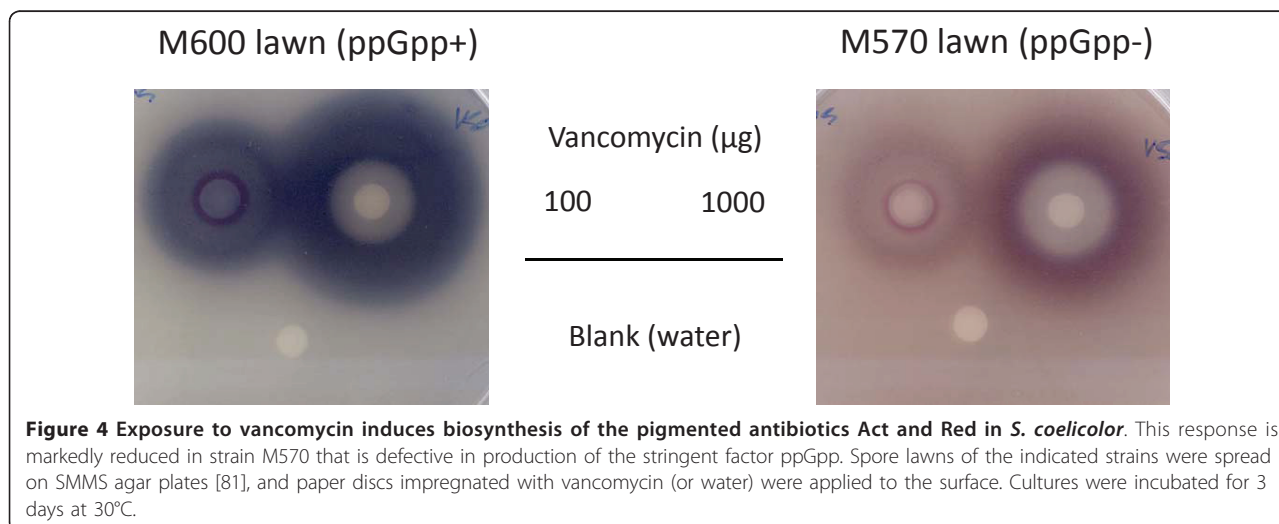 M600 lawn (ppGpp+)
M570 lawn (ppGpp-)
Vancomycin (µg)
100 1000
Blank (water)
Figure 4 Exposure to vancomycin induces biosynthesis of the pigmented antibiotics Act and Red in S. coelicolor. This response is
markedly reduced in strain M570 that is defective in production of the stringent factor ppGpp. Spore lawns of the indicated strains were spread
on SMMS agar plates [81], and paper discs impregnated with vancomycin (or water) were applied to the surface. Cultures were incubated for 3
days at 30°C.